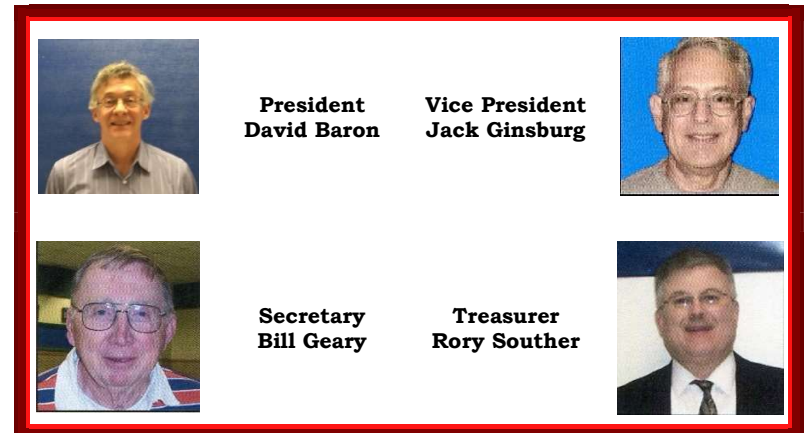 President
David Baron
Vice President
Jack Ginsburg
Secretary
Bill Geary
Treasurer
Rory Souther